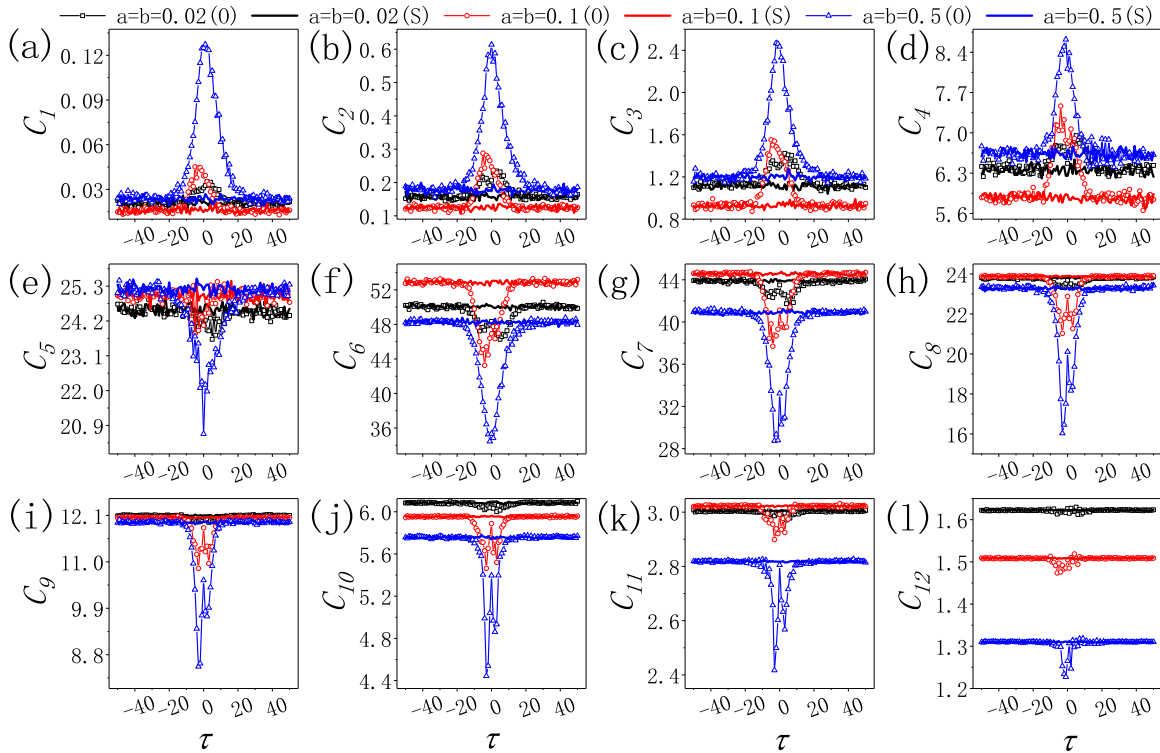 a=b=0.02(O) a=b=0.02(S) a=b=0.1(O) a=b=0.1(S) a=b=0.5(O) a=b=0.5(S)
(a) (b) (c) (d)
C1 0.12 0.09 0.06 0.03 -40 -20 0 20 40
C2 0.6 0.5 0.4 0.3 0.2 0.1 -40 -20 0 20 40
C3 2.4 2.0 1.6 1.2 0.8 -40 -20 0 20 40
C4 8.4 7.7 7.0 6.3 5.6 -40 -20 0 20 40
(e) (f) (g) (h)
C5 25.3 24.2 23.1 22.0 20.9 -40 -20 0 20 40
C6 52 48 44 40 36 -40 -20 0 20 40
C7 44 40 36 32 28 -40 -20 0 20 40
C8 24 22 20 18 16 -40 -20 0 20 40
(i) (j) (k) (l)
C9 12.1 11.0 9.9 8.8 -40 -20 0 20 40
C10 6.0 5.6 5.2 4.8 4.4 -40 -20 0 20 40
C11 3.0 2.8 2.6 2.4 -40 -20 0 20 40
C12 1.6 1.5 1.4 1.3 1.2 -40 -20 0 20 40
τ τ τ τ